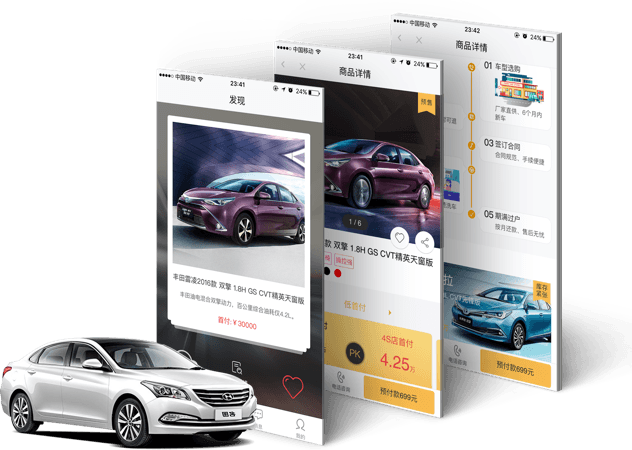 中国移动
23:41
24%
发现
丰田雷凌2016款 双擎 1.8H GS CVT精英天窗版
丰田油电混合双擎动力，百公里综合油耗仅4.2L。
首付: ¥ 30000
我的
中国移动
23:41
24%
商品详情
预售
1 / 6
款 双擎 1.8H GS CVT精英天窗版
低首付
4S店首付
PK
4.25万
电话咨询
预付款699元
中国移动
23:42
24%
商品详情
01 车型选购
厂家直供，6个月内
新车
03 签订合同
合同规范，手续便捷
05 期满过户
按月还款，售后无忧
拉
库存
紧张
电话咨询
预付款699元